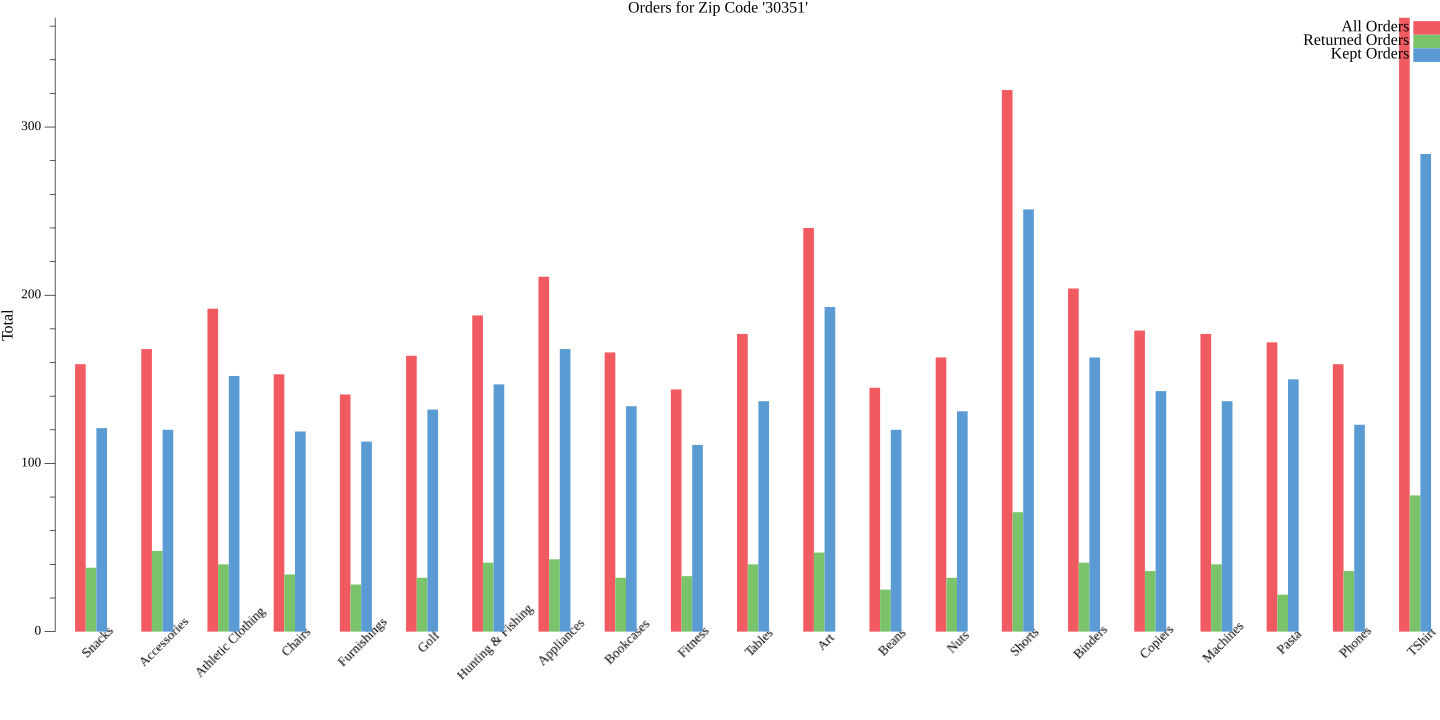 Orders for Zip Code '30351'
All Orders
Returned Orders
Kept Orders
Total
300
200
100
0
Snacks
Accessories
Athletic Clothing
Chairs
Furnishings
Golf
Hunting & Fishing
Appliances
Bookcases
Fitness
Tables
Art
Beans
Nuts
Shorts
Binders
Copiers
Machines
Pasta
Phones
TShirt